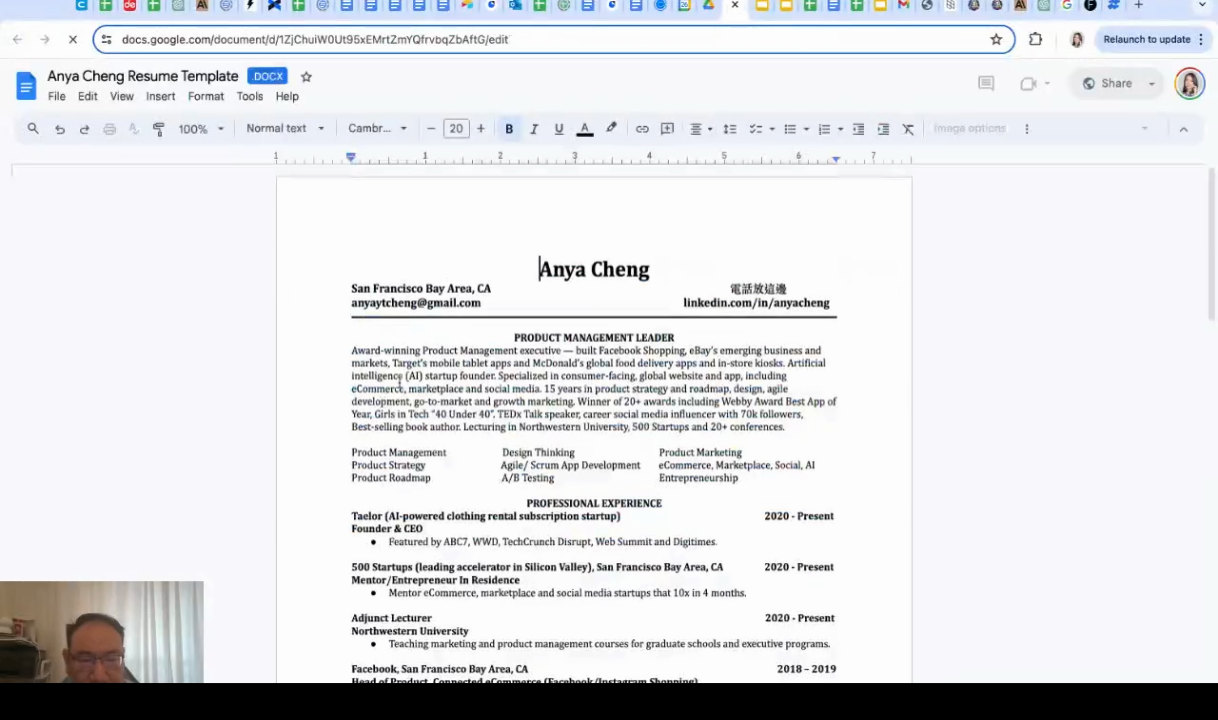 docs.google.com/document/d/1ZjChuiW0Ut95xEMrtZmYQfrvbqZbAftG/edit
Relaunch to update
Anya Cheng Resume Template .DOCX
File Edit View Insert Format Tools Help
Share
100% Normal text Cambr... 20 B I U A Image options
1 1 2 3 4 5 6 7
Anya Cheng
San Francisco Bay Area, CA 電話放這邊
anyaytcheng@gmail.com linkedin.com/in/anyacheng
PRODUCT MANAGEMENT LEADER
Award-winning Product Management executive — built Facebook Shopping, eBay's emerging business and
markets, Target's mobile tablet apps and McDonald's global food delivery apps and in-store kiosks. Artificial
intelligence (AI) startup founder. Specialized in consumer-facing, global website and app, including
eCommerce, marketplace and social media. 15 years in product strategy and roadmap, design, agile
development, go-to-market and growth marketing. Winner of 20+ awards including Webby Award Best App of
Year, Girls in Tech "40 Under 40". TEDx Talk speaker, career social media influencer with 70k followers,
Best-selling book author. Lecturing in Northwestern University, 500 Startups and 20+ conferences.
Product Management Design Thinking Product Marketing
Product Strategy Agile/ Scrum App Development eCommerce, Marketplace, Social, AI
Product Roadmap A/B Testing Entrepreneurship
PROFESSIONAL EXPERIENCE
Taelor (AI-powered clothing rental subscription startup) 2020 - Present
Founder & CEO
• Featured by ABC7, WWD, TechCrunch Disrupt, Web Summit and Digitimes.
500 Startups (leading accelerator in Silicon Valley), San Francisco Bay Area, CA 2020 - Present
Mentor/Entrepreneur In Residence
• Mentor eCommerce, marketplace and social media startups that 10x in 4 months.
Adjunct Lecturer 2020 - Present
Northwestern University
• Teaching marketing and product management courses for graduate schools and executive programs.
Facebook, San Francisco Bay Area, CA 2018 – 2019
Head of Product, Connected eCommerce (Facebook/Instagram Shopping)